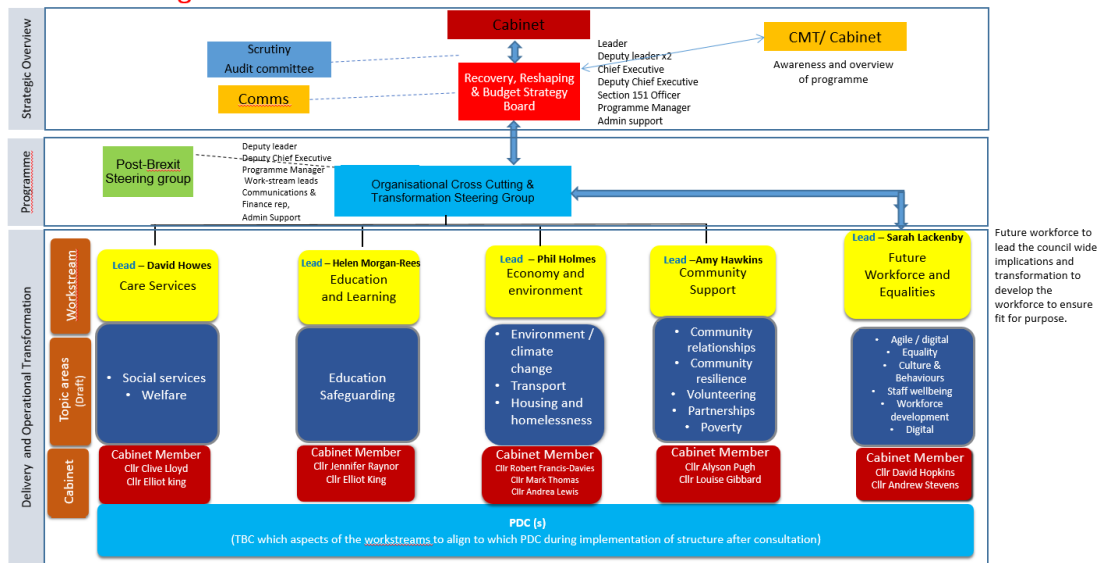 Strategic Overview
Cabinet
Scrutiny
Audit committee
Comms
Recovery, Reshaping
& Budget Strategy
Board
Leader
Deputy leader x2
Chief Executive
Deputy Chief Executive
Section 151 Officer
Programme Manager
Admin support
CMT/ Cabinet
Awareness and overview
of programme
Programme
Post-Brexit
Steering group
Deputy leader
Deputy Chief Executive
Programme Manager
Work-stream leads
Communications &
Finance rep,
Admin Support
Organisational Cross Cutting &
Transformation Steering Group
Delivery and Operational Transformation
Workstream
Lead – David Howes
Care Services
Lead – Helen Morgan-Rees
Education
and Learning
Lead – Phil Holmes
Economy and
environment
Lead –Amy Hawkins
Community
Support
Lead – Sarah Lackenby
Future
Workforce and
Equalities
Future workforce to
lead the council wide
implications and
transformation to
develop the
workforce to ensure
fit for purpose.
Topic areas
(Draft)
• Social services
• Welfare
Education
Safeguarding
• Environment /
climate
change
• Transport
• Housing and
homelessness
• Community
relationships
• Community
resilience
• Volunteering
• Partnerships
• Poverty
• Agile / digital
• Equality
• Culture &
Behaviours
• Staff wellbeing
• Workforce
development
• Digital
Cabinet
Cabinet Member
Cllr Clive Lloyd
Cllr Elliot king
Cabinet Member
Cllr Jennifer Raynor
Cllr Elliot King
Cabinet Member
Cllr Robert Francis-Davies
Cllr Mark Thomas
Cllr Andrea Lewis
Cabinet Member
Cllr Alyson Pugh
Cllr Louise Gibbard
Cabinet Member
Cllr David Hopkins
Cllr Andrew Stevens
PDC (s)
(TBC which aspects of the workstreams to align to which PDC during implementation of structure after consultation)